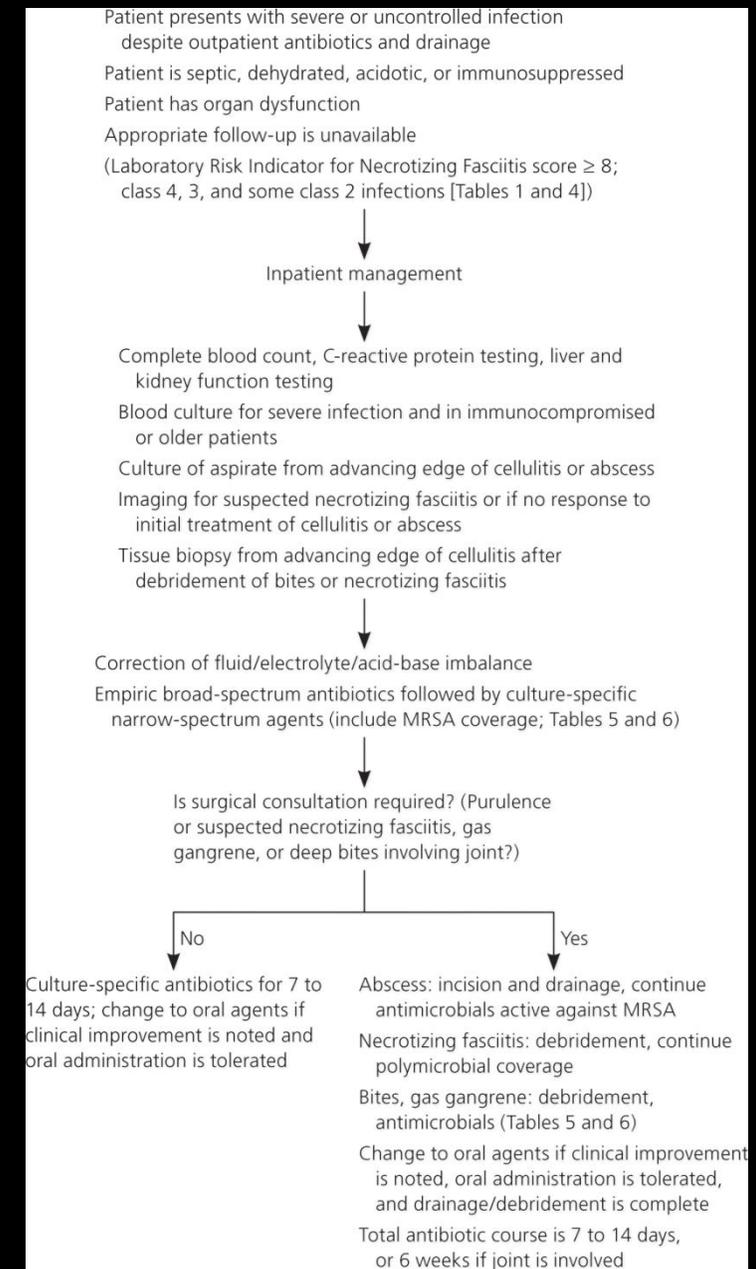 Patient presents with severe or uncontrolled infection
despite outpatient antibiotics and drainage
Patient is septic, dehydrated, acidotic, or immunosuppressed
Patient has organ dysfunction
Appropriate follow-up is unavailable
(Laboratory Risk Indicator for Necrotizing Fasciitis score ≥ 8;
class 4, 3, and some class 2 infections [Tables 1 and 4])
Inpatient management
Complete blood count, C-reactive protein testing, liver and
kidney function testing
Blood culture for severe infection and in immunocompromised
or older patients
Culture of aspirate from advancing edge of cellulitis or abscess
Imaging for suspected necrotizing fasciitis or if no response to
initial treatment of cellulitis or abscess
Tissue biopsy from advancing edge of cellulitis after
debridement of bites or necrotizing fasciitis
Correction of fluid/electrolyte/acid-base imbalance
Empiric broad-spectrum antibiotics followed by culture-specific
narrow-spectrum agents (include MRSA coverage; Tables 5 and 6)
Is surgical consultation required? (Purulence
or suspected necrotizing fasciitis, gas
gangrene, or deep bites involving joint?)
No
Culture-specific antibiotics for 7 to
14 days; change to oral agents if
clinical improvement is noted and
oral administration is tolerated
Yes
Abscess: incision and drainage, continue
antimicrobials active against MRSA
Necrotizing fasciitis: debridement, continue
polymicrobial coverage
Bites, gas gangrene: debridement,
antimicrobials (Tables 5 and 6)
Change to oral agents if clinical improvement
is noted, oral administration is tolerated,
and drainage/debridement is complete
Total antibiotic course is 7 to 14 days,
or 6 weeks if joint is involved